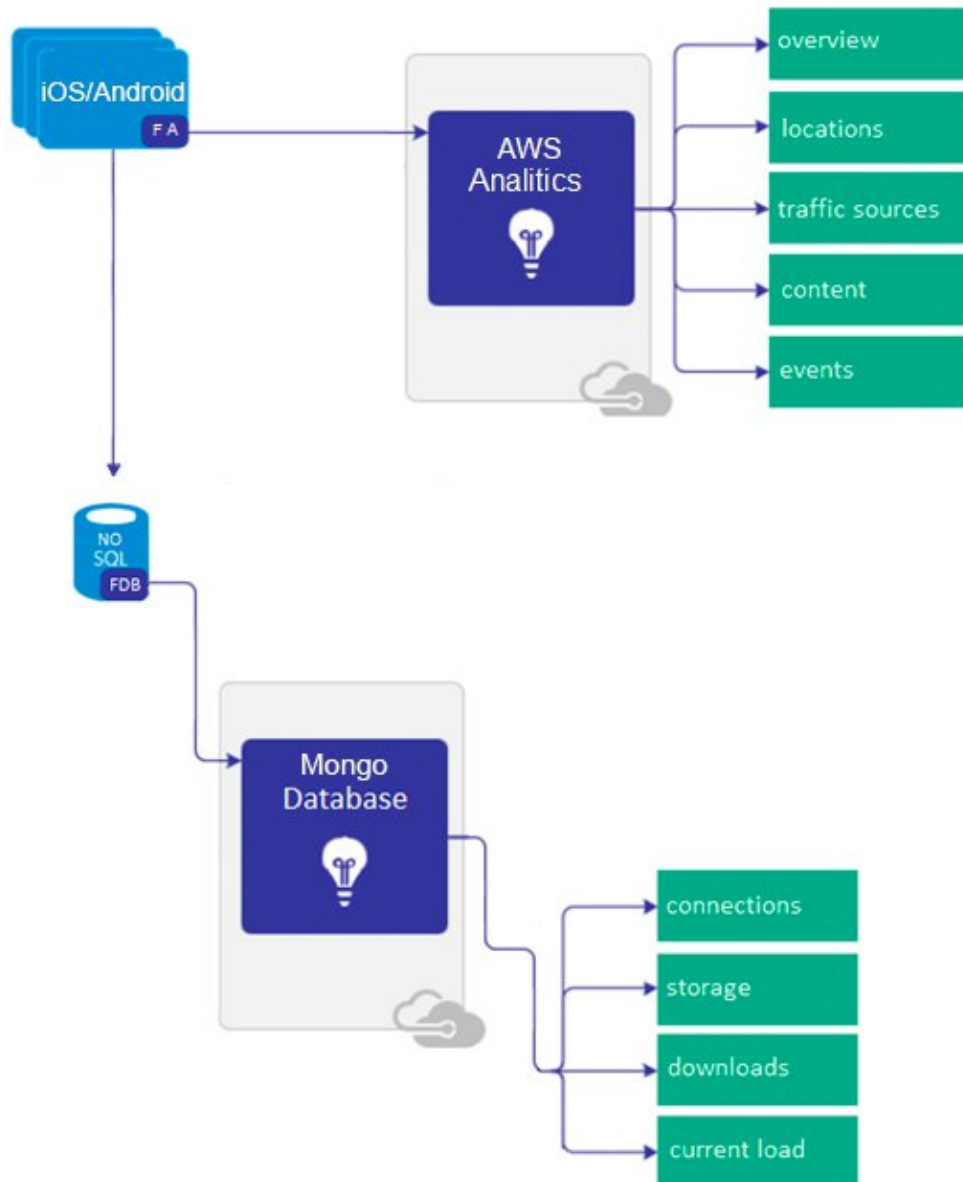 iOS/Android
F A
AWS
Analitics
overview
locations
traffic sources
content
events
NO
SQL
FDB
Mongo
Database
connections
storage
downloads
current load